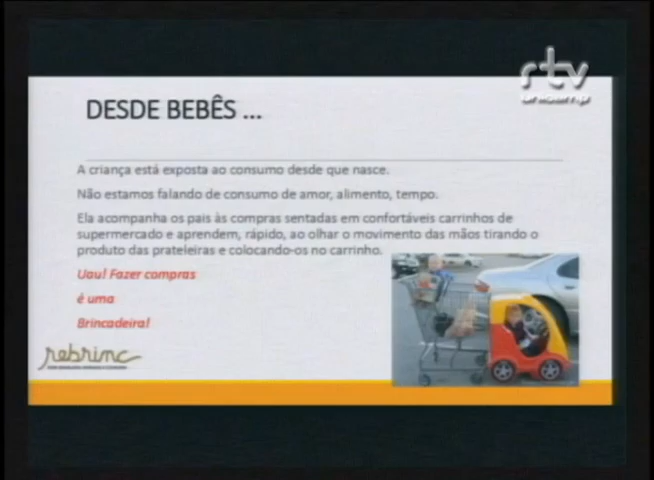 rtv
unicamp
DESDE BEBÊS ...
A criança está exposta ao consumo desde que nasce.
Não estamos falando de consumo de amor, alimento, tempo.
Ela acompanha os pais às compras sentadas em confortáveis carrinhos de
supermercado e aprendem, rápido, ao olhar o movimento das mãos tirando o
produto das prateleiras e colocando-os no carrinho.
Uau! Fazer compras
é uma
Brincadeira!
rebrinc